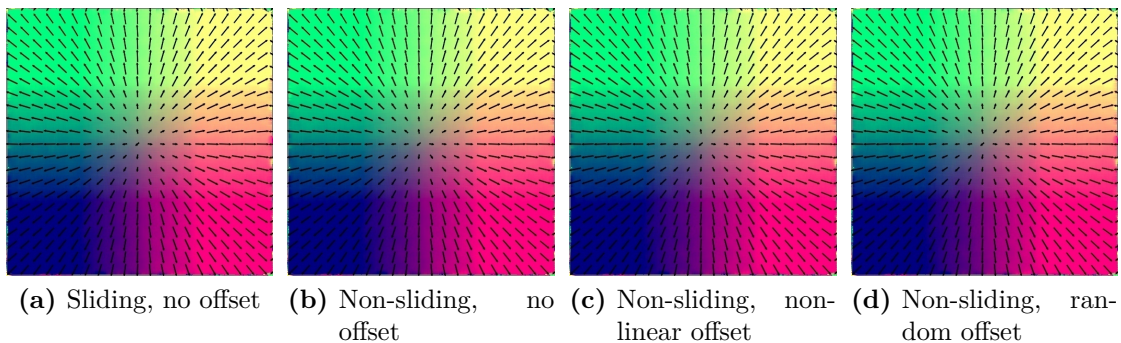 (a) Sliding, no offset
(b) Non-sliding, no
offset
(c) Non-sliding, non-
linear offset
(d) Non-sliding, ran-
dom offset